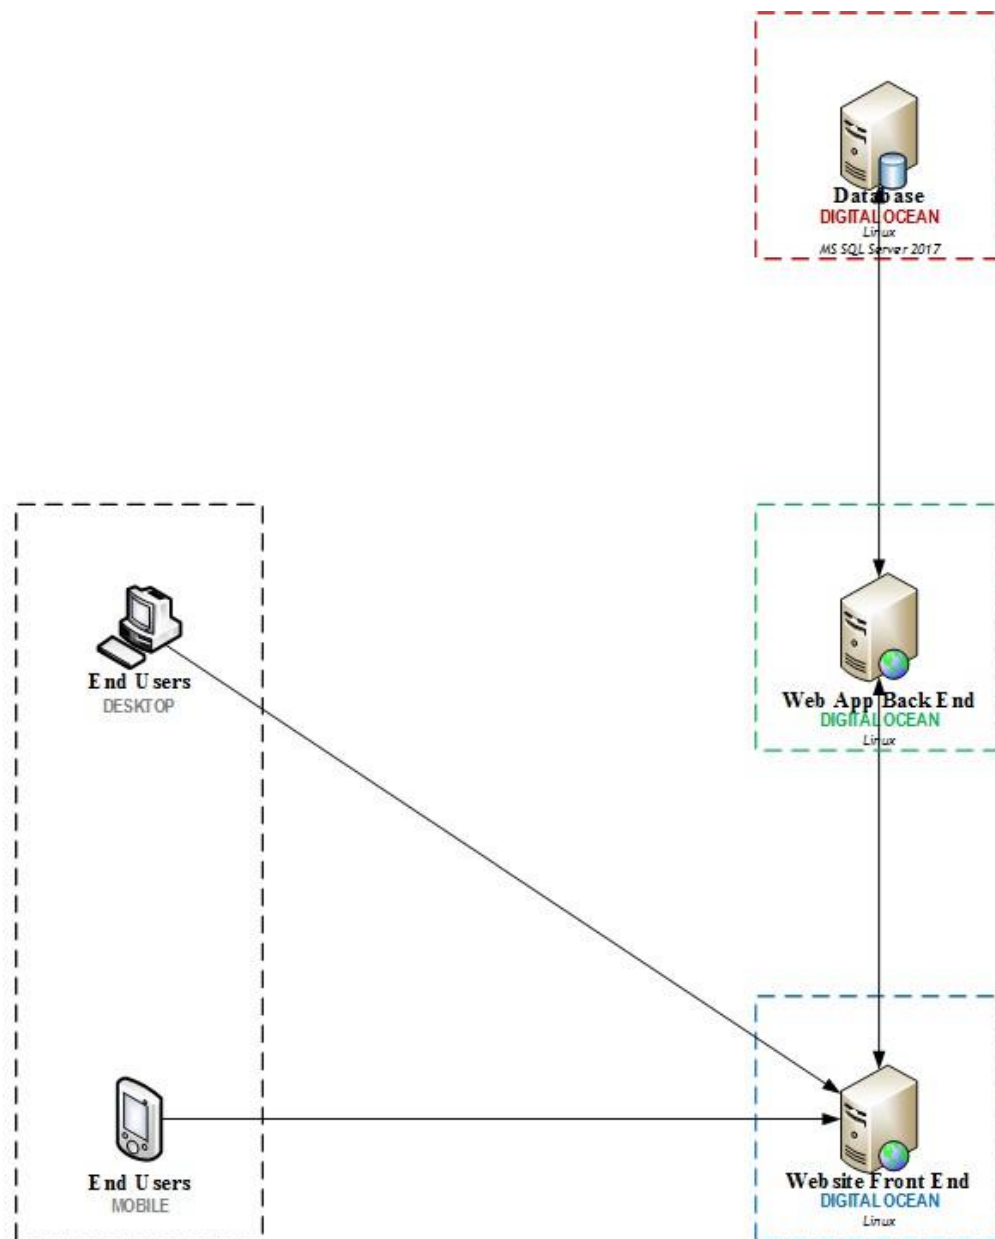 Database
DIGITAL OCEAN
Linux
MS SQL Server 2017
End Users
DESKTOP
Web App Back End
DIGITAL OCEAN
Linux
End Users
MOBILE
Website Front End
DIGITAL OCEAN
Linux